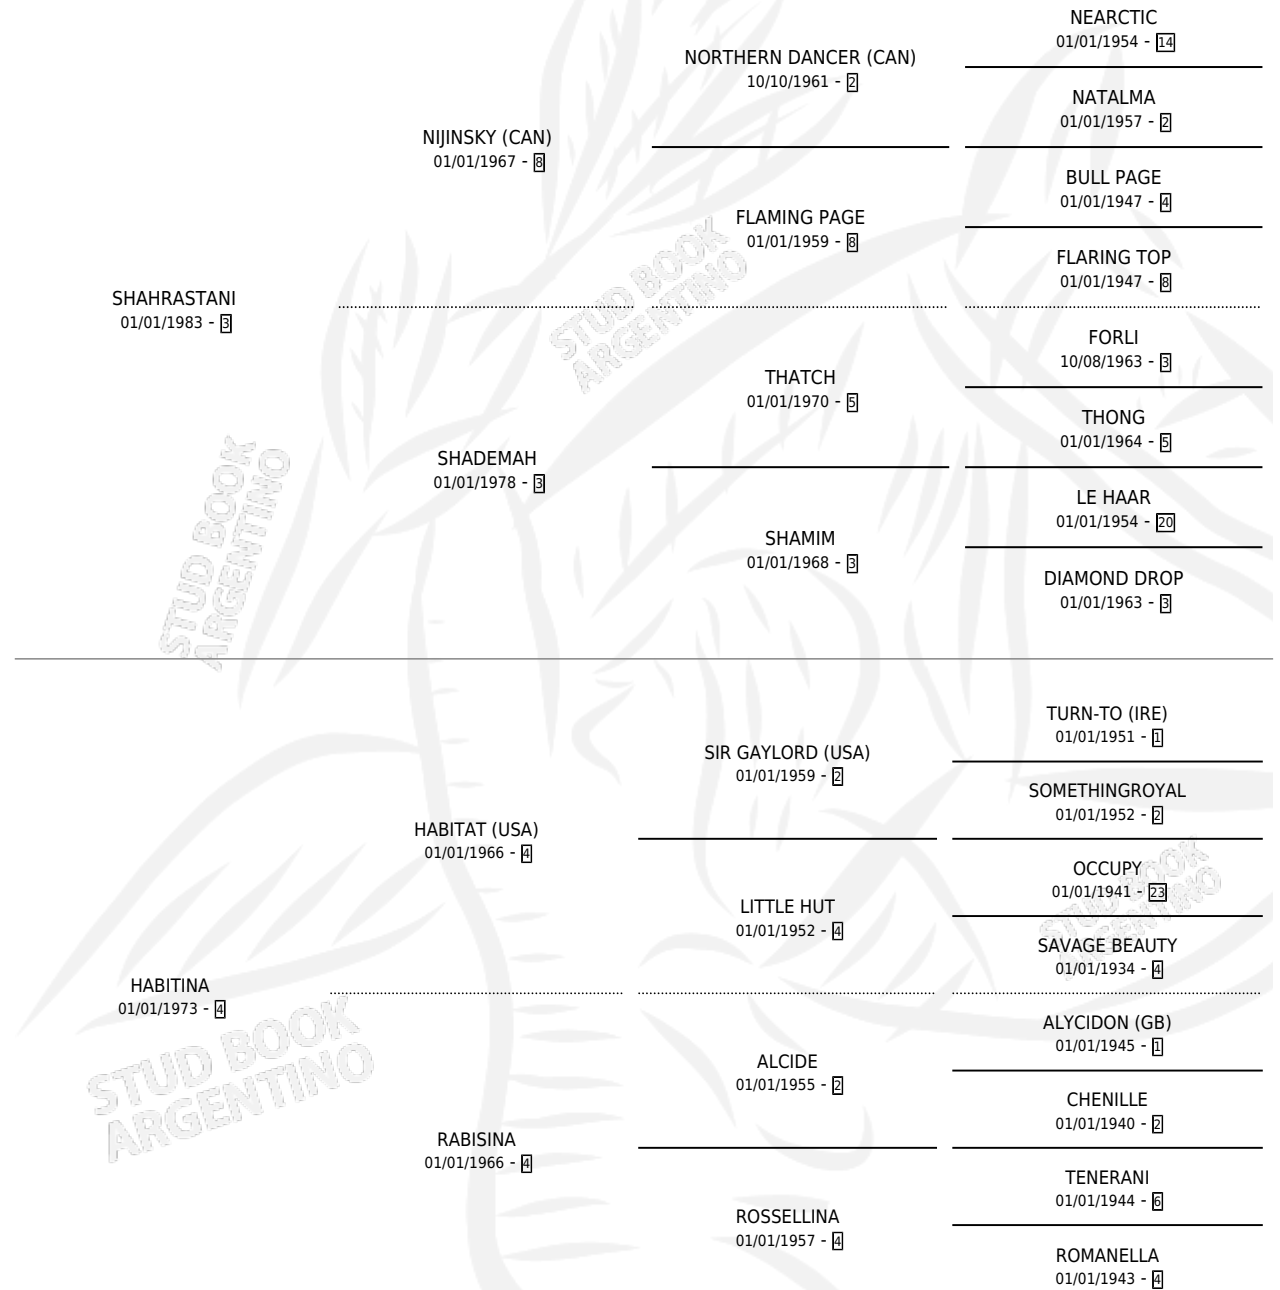 SHAHRASTANI
01/01/1983 - 3
NIJINSKY (CAN)
01/01/1967 - 8
NORTHERN DANCER (CAN)
10/10/1961 - 2
NEARCTIC
01/01/1954 - 14
NATALMA
01/01/1957 - 2
FLAMING PAGE
01/01/1959 - 8
BULL PAGE
01/01/1947 - 4
FLARING TOP
01/01/1947 - 8
SHADEMAH
01/01/1978 - 3
THATCH
01/01/1970 - 5
FORLI
10/08/1963 - 3
THONG
01/01/1964 - 5
SHAMIM
01/01/1968 - 3
LE HAAR
01/01/1954 - 20
DIAMOND DROP
01/01/1963 - 3
HABITINA
01/01/1973 - 4
HABITAT (USA)
01/01/1966 - 4
SIR GAYLORD (USA)
01/01/1959 - 2
TURN-TO (IRE)
01/01/1951 - 1
SOMETHINGROYAL
01/01/1952 - 2
LITTLE HUT
01/01/1952 - 4
OCCUPY
01/01/1941 - 23
SAVAGE BEAUTY
01/01/1934 - 4
RABISINA
01/01/1966 - 4
ALCIDE
01/01/1955 - 2
ALYCIDON (GB)
01/01/1945 - 1
CHENILLE
01/01/1940 - 2
ROSSELLINA
01/01/1957 - 4
TENERANI
01/01/1944 - 6
ROMANELLA
01/01/1943 - 4
STUD BOOK
ARGENTINO
STUD BOOK
ARGENTINO
STUD BOOK
ARGENTINO
STUD BOOK
ARGENTINO